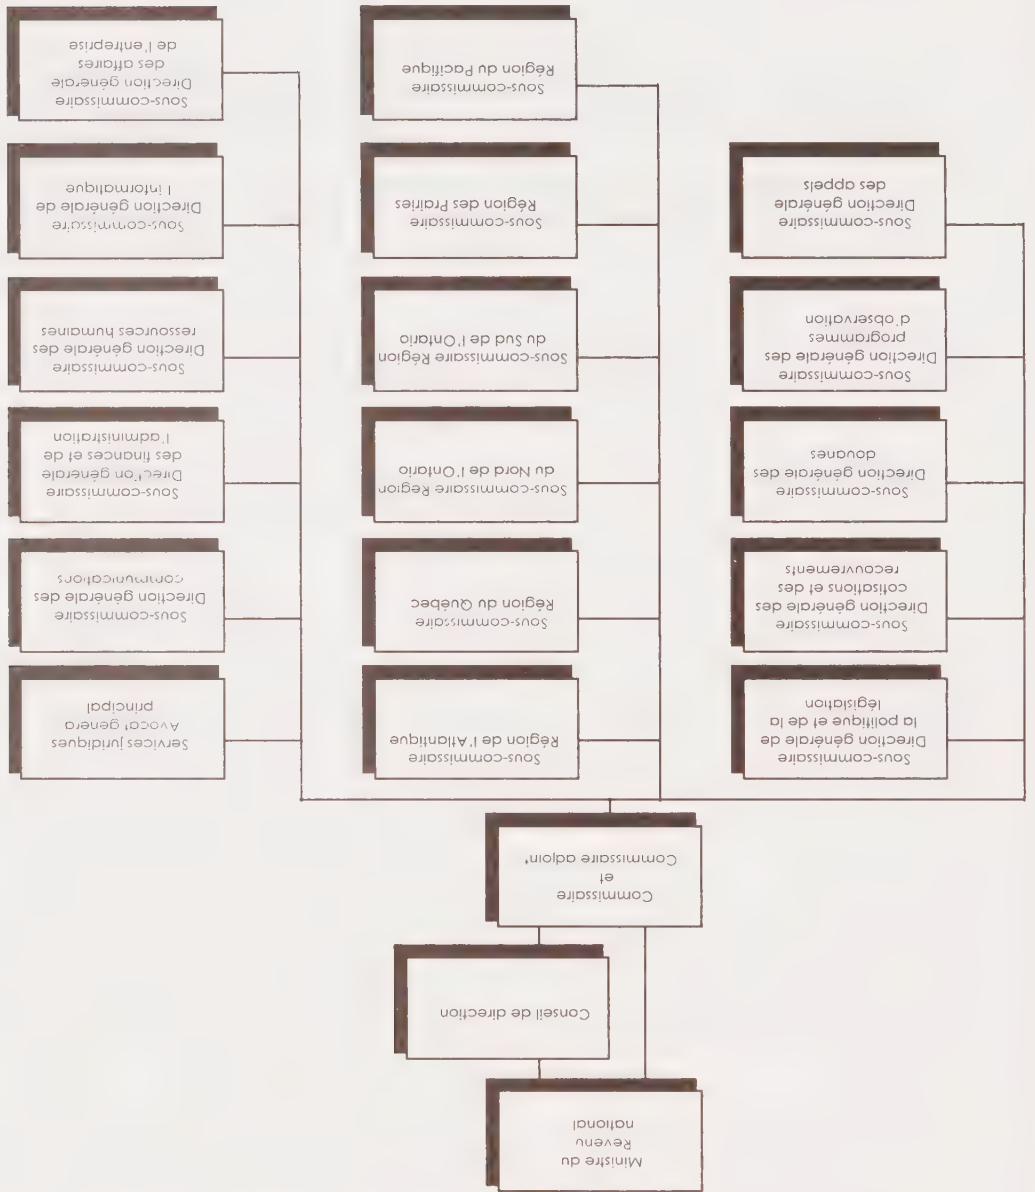 Ministre du
Revenu
national
Conseil de direction
Commissaire
et
Commissaire adjoint
Sous-commissaire
Direction générale de
la politique et de la
législation
Sous-commissaire
Direction générale des
cotisations et des
recouvrements
Sous-commissaire
Direction générale des
douanes
Sous-commissaire
Direction générale des
programmes
d'observation
Sous-commissaire
Direction générale
des appels
Sous-commissaire
Région de l'Atlantique
Sous-commissaire
Région du Québec
Sous-commissaire Région
du Nord de l'Ontario
Sous-commissaire Région
du Sud de l'Ontario
Sous-commissaire
Région des Prairies
Sous-commissaire
Région du Pacifique
Services juridiques
Avocat général
principal
Sous-commissaire
Direction générale des
communications
Sous-commissaire
Direction générale
des finances et de
l'administration
Sous-commissaire
Direction générale des
ressources humaines
Sous-commissaire
Direction générale de
l'informatique
Sous-commissaire
Direction générale
des affaires
de l'entreprise